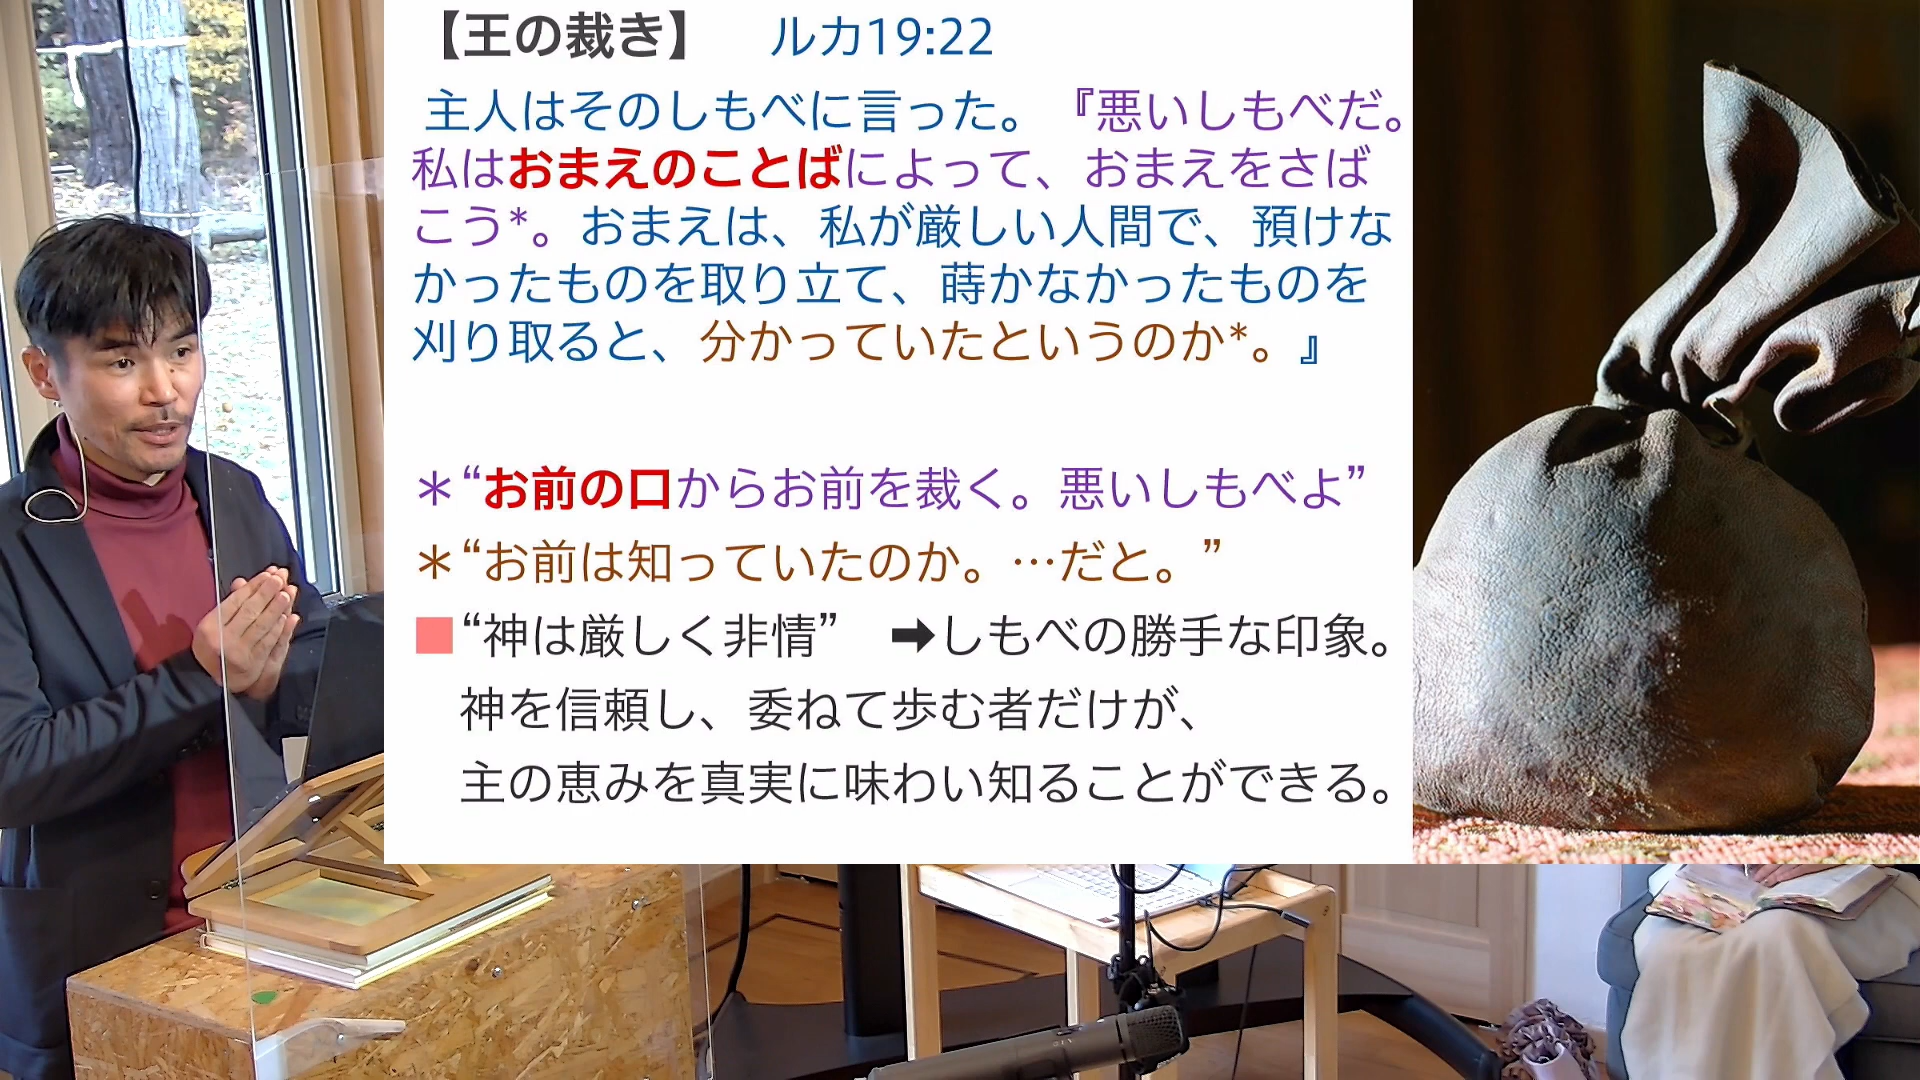 【王の裁き】 ルカ19:22
主人はそのしもべに言った。『悪いしもべだ。
私はおまえのことばによって、おまえをさば
こう*。おまえは、私が厳しい人間で、預けな
かったものを取り立て、蒔かなかったものを
刈り取ると、分かっていたというのか*。』
＊“お前の口からお前を裁く。悪いしもべよ”
＊“お前は知っていたのか。…だと。”
■“神は厳しく非情” ➡しもべの勝手な印象。
神を信頼し、委ねて歩む者だけが、
主の恵みを真実に味わい知ることができる。